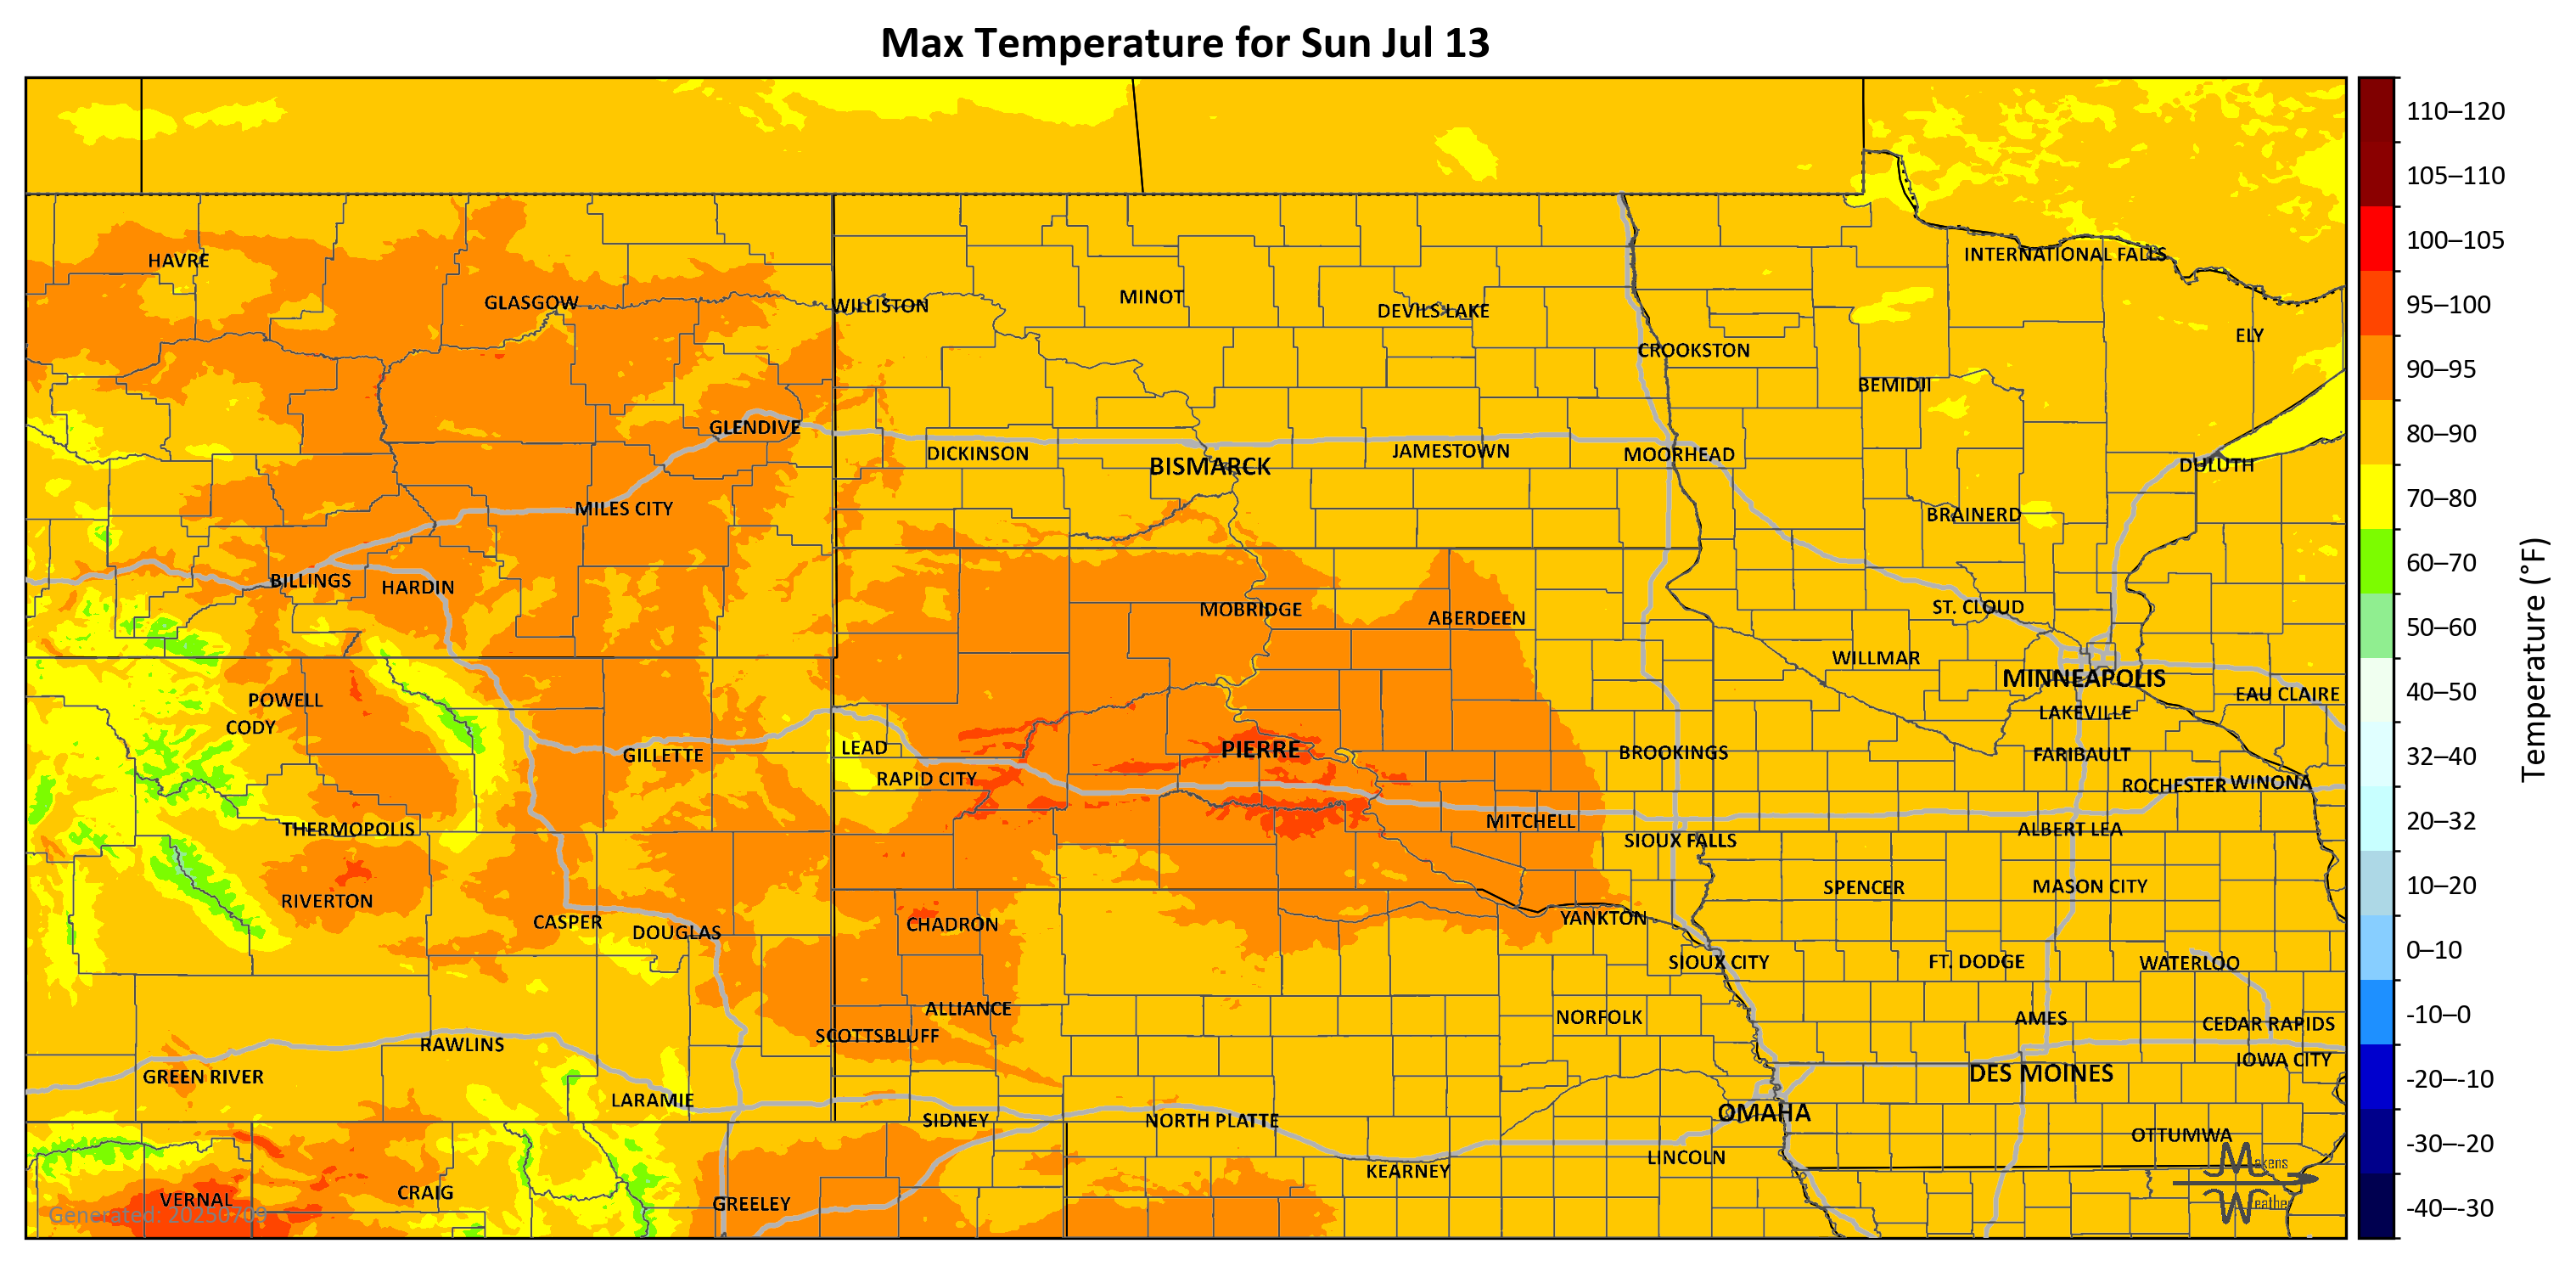 Max Temperature for Sun Jul 13
HAVRE
GLASGOW
WILLISTON
MINOT
DEVILS LAKE
CROOKSTON
INTERNATIONAL FALLS
ELY
BEMIDJI
GLENDIVE
DICKINSON
BISMARCK
JAMESTOWN
MOORHEAD
DULUTH
MILES CITY
BRAINERD
BILLINGS
HARDIN
MOBRIDGE
ABERDEEN
ST. CLOUD
WILLMAR
MINNEAPOLIS
EAU CLAIRE
POWELL
CODY
LAKEVILLE
GILLETTE
LEAD
PIERRE
BROOKINGS
FARIBAULT
RAPID CITY
ROCHESTER
WINONA
THERMOPOLIS
MITCHELL
ALBERT LEA
SIOUX FALLS
RIVERTON
SPENCER
MASON CITY
CASPER
DOUGLAS
CHADRON
YANKTON
SIOUX CITY
FT. DODGE
WATERLOO
ALLIANCE
SCOTTSBLUFF
NORFOLK
AMES
CEDAR RAPIDS
RAWLINS
IOWA CITY
GREEN RIVER
DES MOINES
LARAMIE
SIDNEY
NORTH PLATTE
OMAHA
OTTUMWA
KEARNEY
LINCOLN
VERNAL
CRAIG
GREELEY
Generated: 20250709
Makens
Weather
110–120
105–110
100–105
95–100
90–95
80–90
70–80
60–70
50–60
40–50
32–40
20–32
10–20
0–10
-10–0
-20–-10
-30–-20
-40–-30
Temperature (°F)